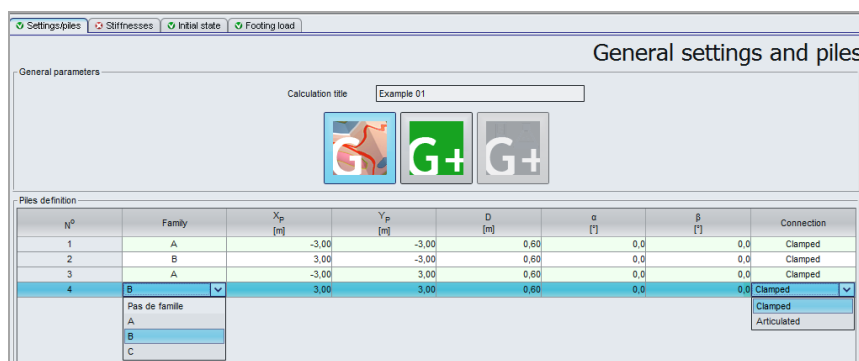 Settings/piles Stiffnesses Initial state Footing load
General settings and piles
General parameters
Calculation title Example 01
G G+ G+
Piles definition
N° Family X_P [m] Y_P [m] D [m] α [°] β [°] Connection
1 A -3,00 -3,00 0,60 0,0 0,0 Clamped
2 B 3,00 -3,00 0,60 0,0 0,0 Clamped
3 A -3,00 3,00 0,60 0,0 0,0 Clamped
4 B 3,00 3,00 0,60 0,0 0,0 Clamped
Pas de famille Clamped
A Articulated
B
C